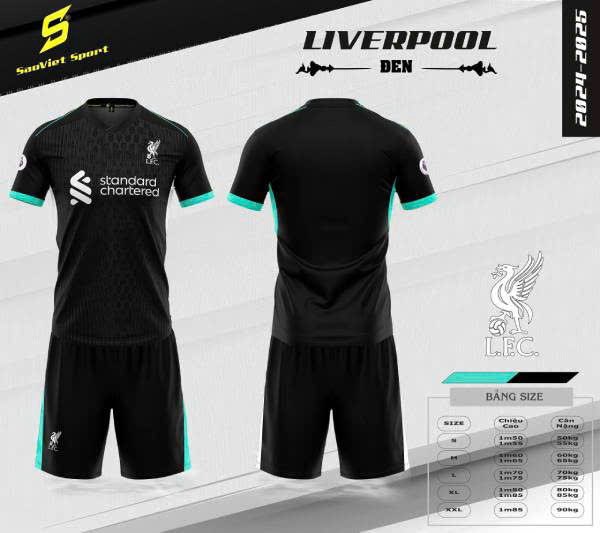 S
SaoViet Sport
LIVERPOOL
ĐEN
2024-2025
L.F.C.
standard
chartered
L.F.C.
L.F.C.
BẢNG SIZE
SIZE Chiều Cao Cân Nặng
S 1m50 1m55 50kg 55kg
M 1m60 1m65 60kg 65kg
L 1m70 1m75 70kg 75kg
XL 1m80 1m85 80kg 85kg
XXL 1m85 90kg